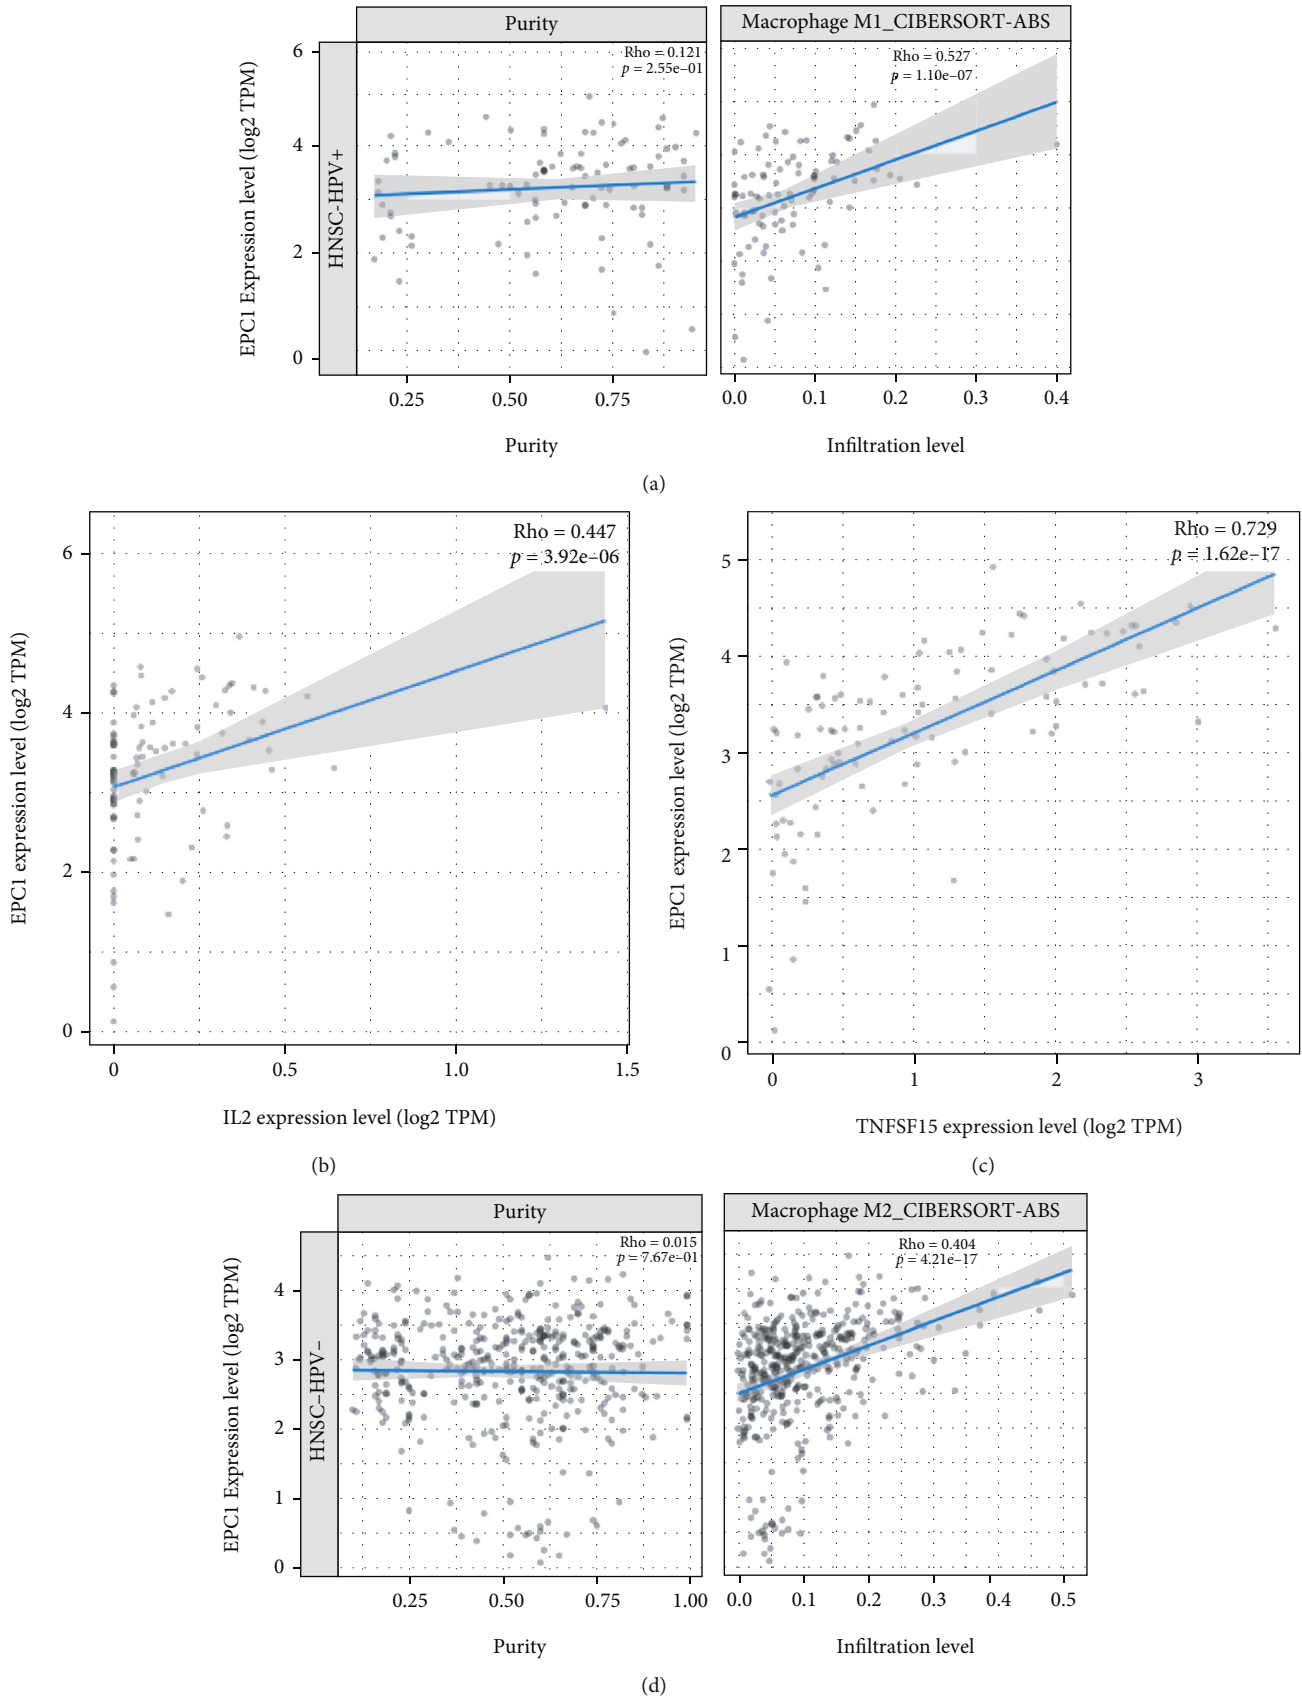 Purity
Macrophage M1_CIBERSORT-ABS
Rho = 0.121
p = 2.55e–01
Rho = 0.527
p = 1.10e–07
EPC1 Expression level (log2 TPM)
HNSC-HPV+
6
4
2
0
0.25 0.50 0.75
0.0 0.1 0.2 0.3 0.4
Purity
Infiltration level
(a)
Rho = 0.447
p = 3.92e–06
EPC1 expression level (log2 TPM)
6
4
2
0
0 0.5 1.0 1.5
IL2 expression level (log2 TPM)
(b)
Rho = 0.729
p = 1.62e–17
EPC1 expression level (log2 TPM)
5
4
3
2
1
0
0 1 2 3
TNFSF15 expression level (log2 TPM)
(c)
Purity
Macrophage M2_CIBERSORT-ABS
Rho = 0.015
p = 7.67e–01
Rho = 0.404
p = 4.21e–17
EPC1 Expression level (log2 TPM)
HNSC–HPV–
4
3
2
1
0
0.25 0.50 0.75 1.00
0.0 0.1 0.2 0.3 0.4 0.5
Purity
Infiltration level
(d)